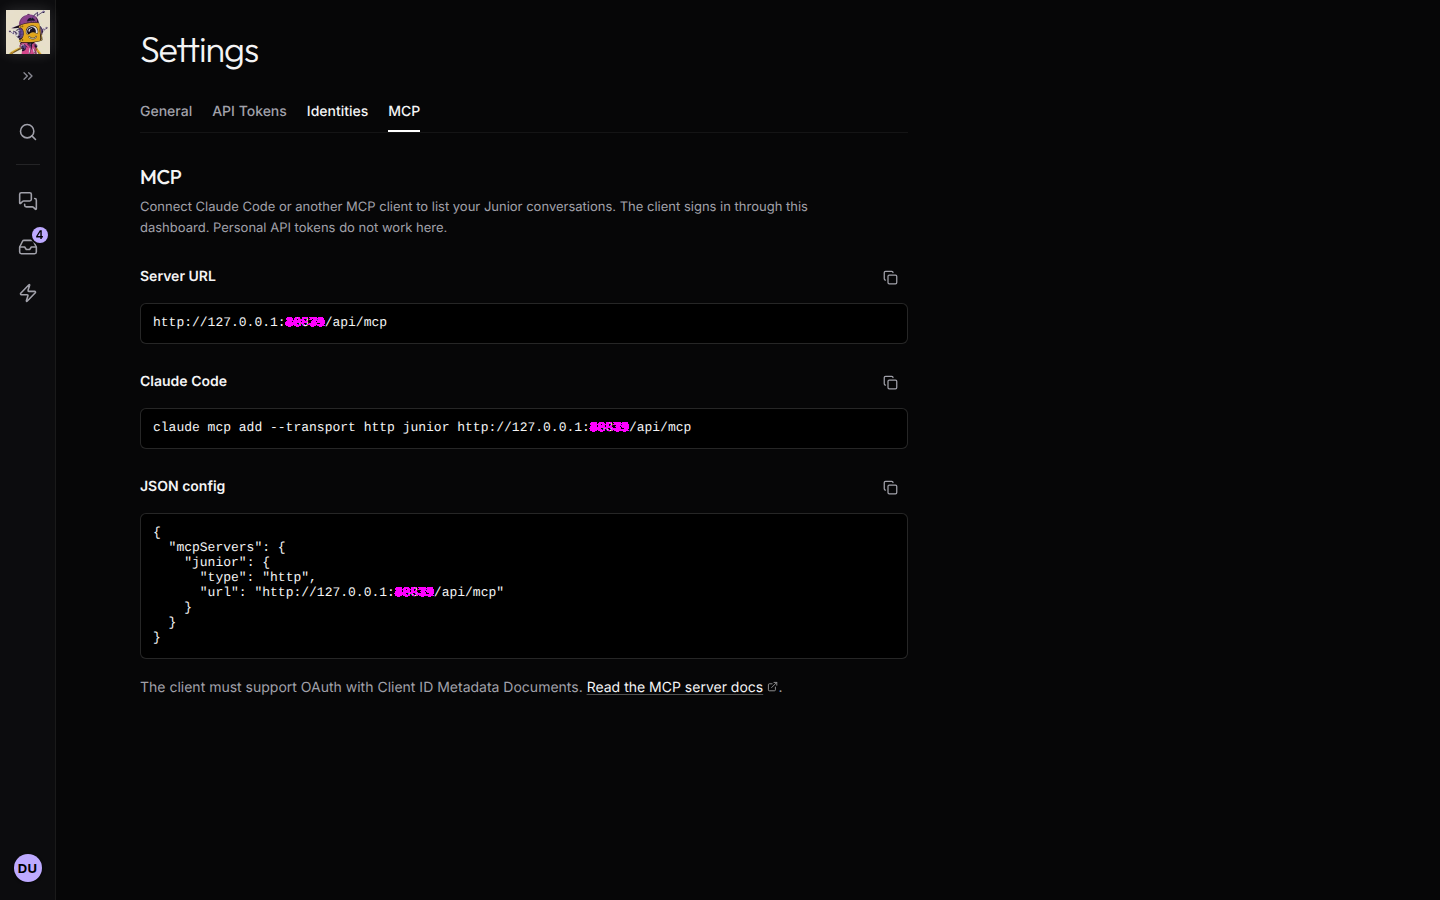 Settings
General API Tokens Identities MCP
MCP
Connect Claude Code or another MCP client to list your Junior conversations. The client signs in through this
dashboard. Personal API tokens do not work here.
4
Server URL
http://127.0.0.1:/api/mcp
Claude Code
claude mcp add --transport http junior http://127.0.0.1:/api/mcp
JSON config
{
  "mcpServers": {
    "junior": {
      "type": "http",
      "url": "http://127.0.0.1:/api/mcp"
    }
  }
}
The client must support OAuth with Client ID Metadata Documents. Read the MCP server docs.
DU